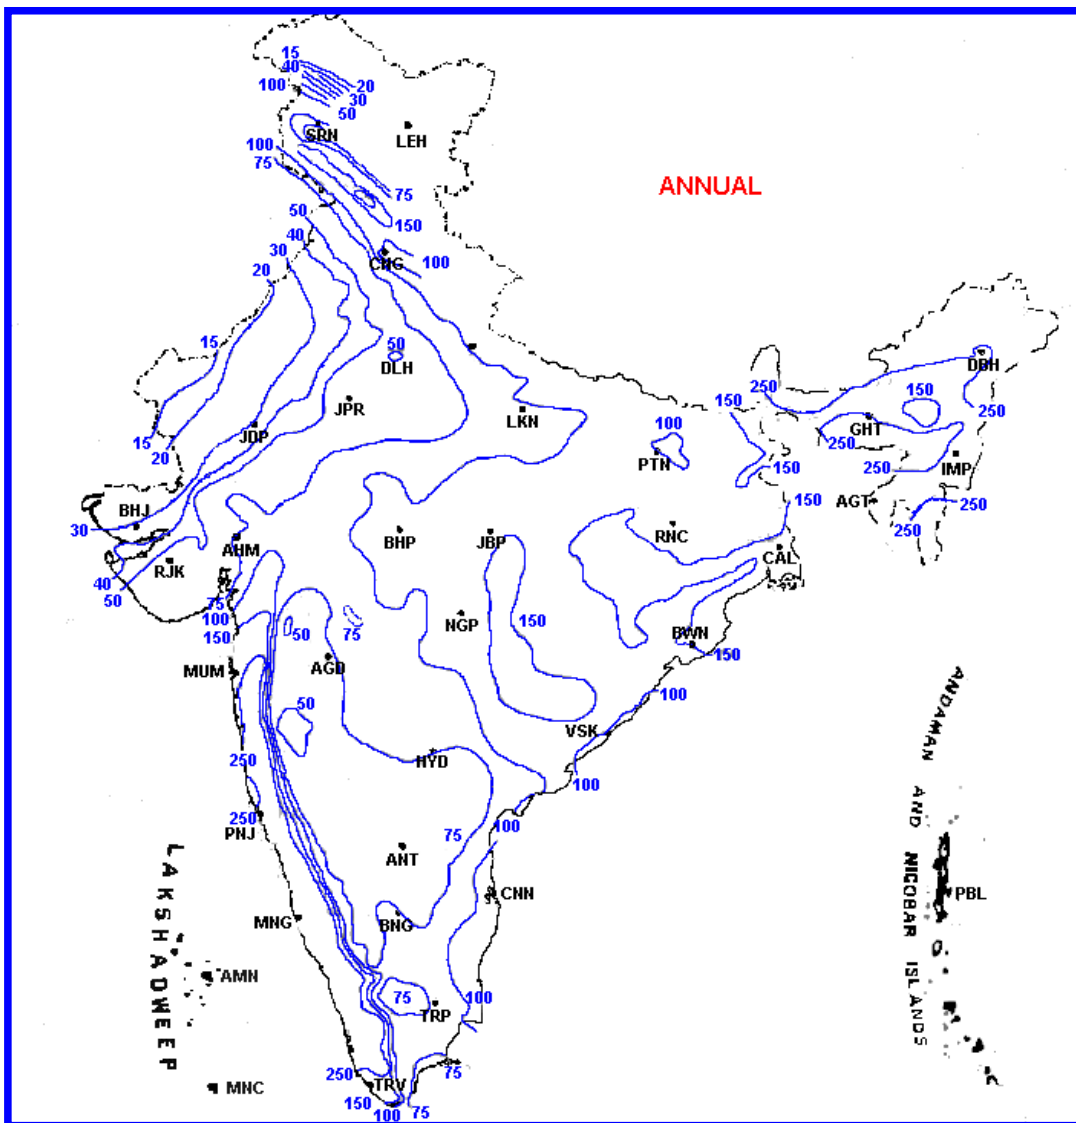 15
40
20
100
30
50
SRN
LEH
100
75
75
ANNUAL
150
50
40
CHG
100
30
20
15
50
DLH
DBH
250
150
150
250
JPR
LKN
100
GHT
JDP
250
15
PTN
150
250
IMP
20
BHJ
150
AGT
250
250
30
AHM
BHP
JBP
RNC
CAL
RJK
40
50
75
100
150
50
75
NGP
150
BWN
150
MUM
AGD
50
100
VSK
250
HYD
100
250
PNJ
100
75
ANT
CNN
PBL
MNG
BNG
AMN
75
TRP
100
250
TRV
75
MNC
150
100
75
LAKSHADWEEP
ANDAMAN AND NICOBAR ISLANDS